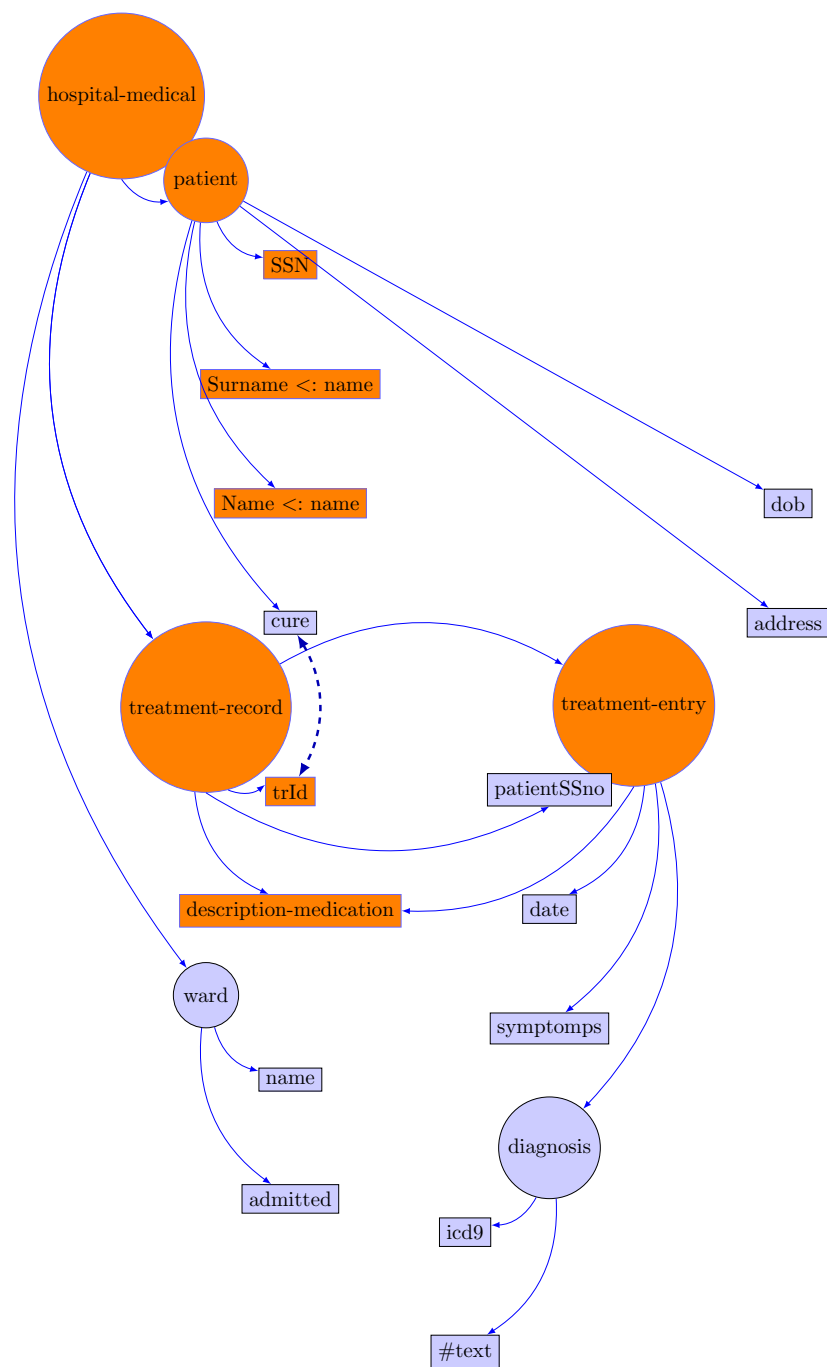 hospital-medical
patient
SSN
Surname <: name
Name <: name
dob
cure
address
treatment-record
treatment-entry
trId
patientSSno
description-medication
date
ward
symptomps
name
diagnosis
admitted
icd9
#text